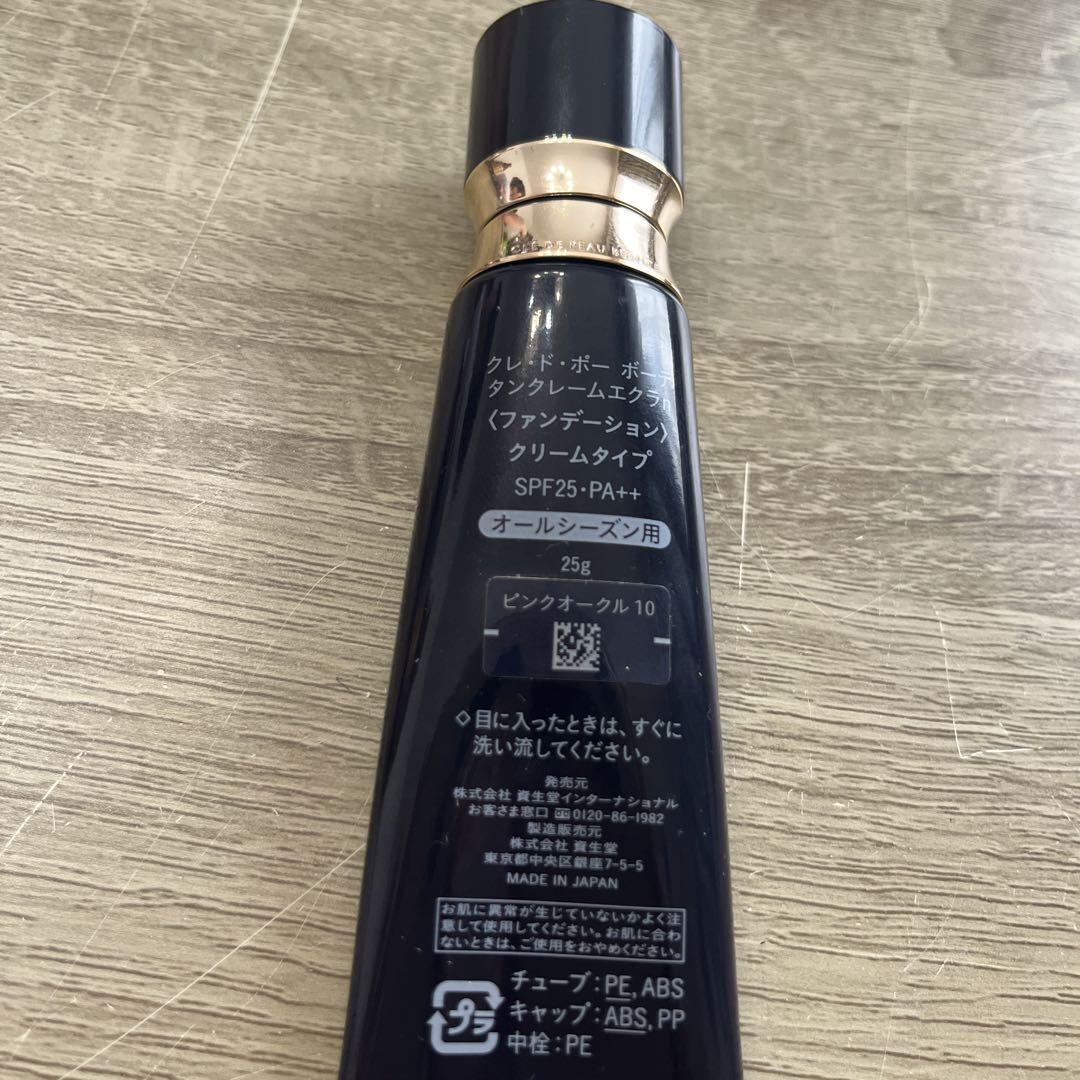 CLÉ DE PEAU BEAUTÉ
クレ・ド・ポー ボーテ
タンクレームエクラn
〈ファンデーション〉
クリームタイプ
SPF25・PA++
オールシーズン用
25g
ピンクオークル10
◇目に入ったときは、すぐに
洗い流してください。
発売元
株式会社 資生堂インターナショナル
お客さま窓口 0120-86-1982
製造販売元
株式会社 資生堂
東京都中央区銀座7-5-5
MADE IN JAPAN
お肌に異常が生じていないかよく注
意して使用してください。お肌に合わ
ないときは、ご使用をおやめください。
プラ
チューブ:PE, ABS
キャップ:ABS, PP
中栓:PE